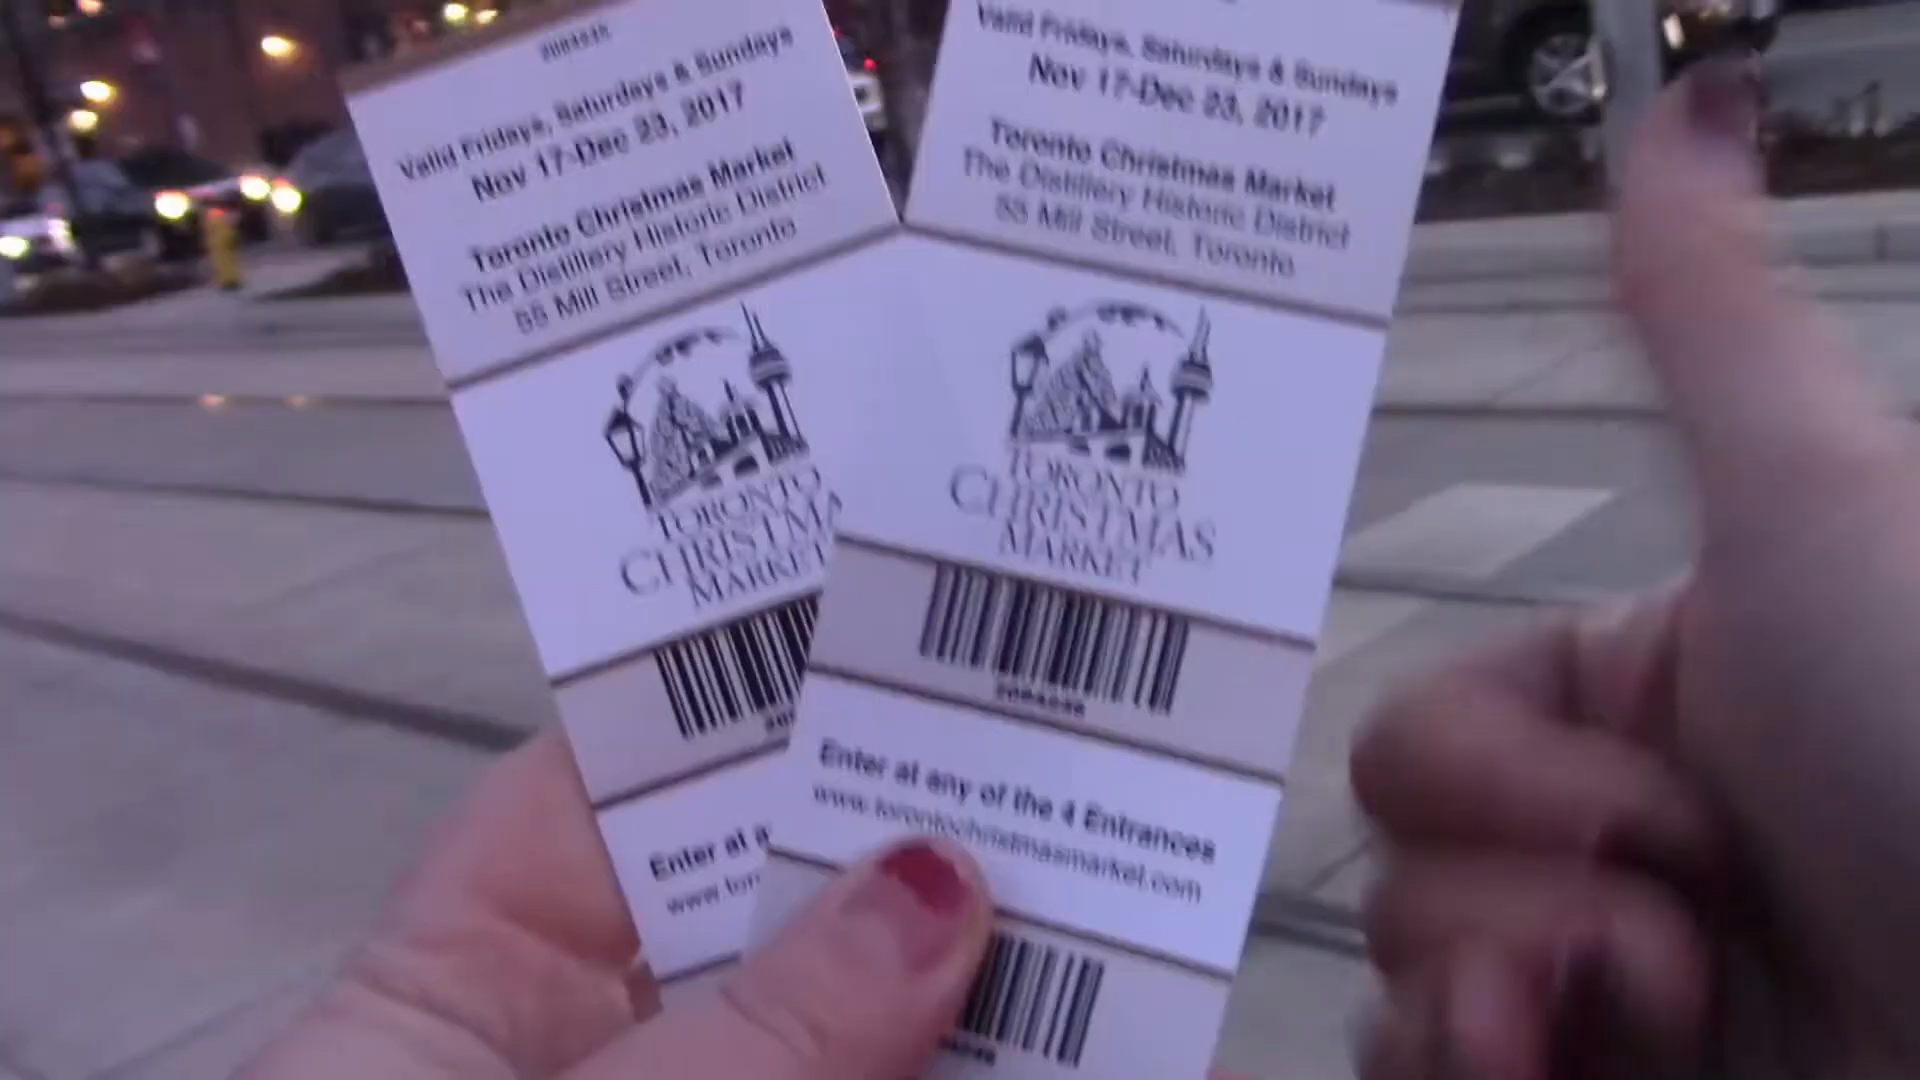 Valid Fridays, Saturdays & Sundays
Nov 17-Dec 23, 2017
Toronto Christmas Market
The Distillery Historic District
55 Mill Street, Toronto
TORONTO
CHRISTMA
MARKET
Enter at a
www.toron
Valid Fridays, Saturdays & Sundays
Nov 17-Dec 23, 2017
Toronto Christmas Market
The Distillery Historic District
55 Mill Street, Toronto
TORONTO
CHRISTMAS
MARKET
Enter at any of the 4 Entrances
www.torontochristmasmarket.com